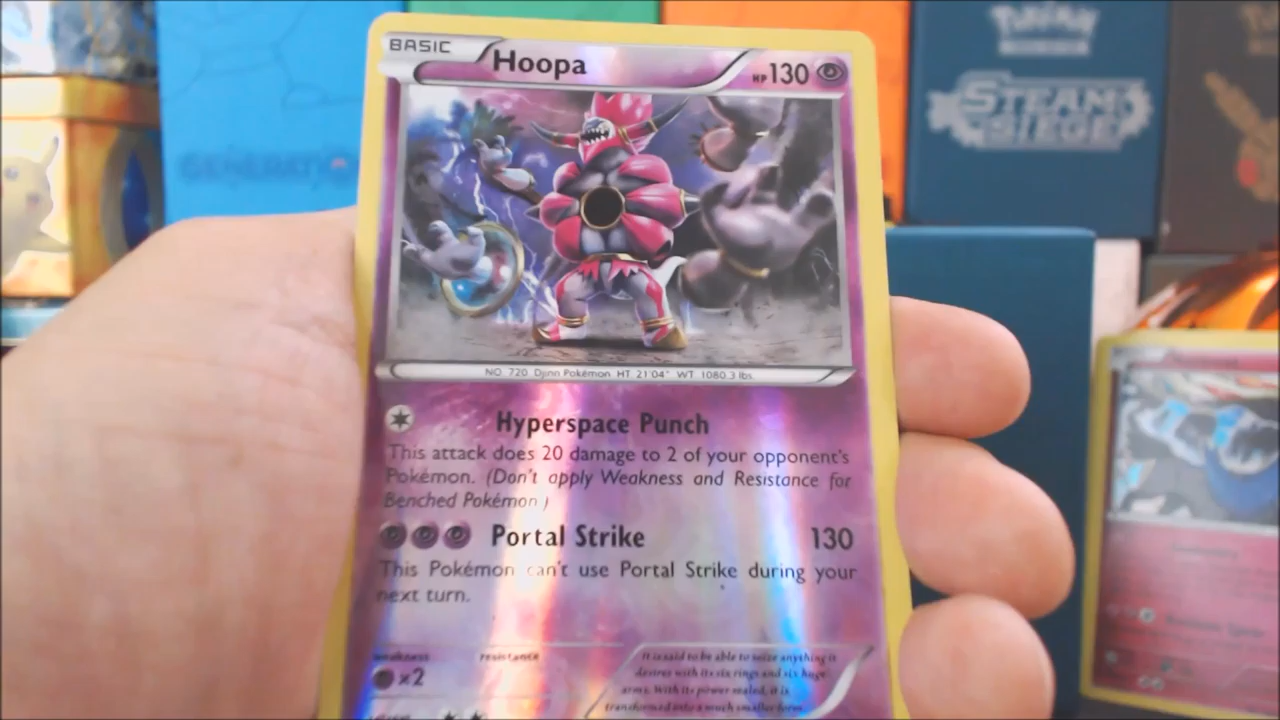 BASIC
Hoopa
HP 130
NO. 720 Djinn Pokémon HT 21'04" WT 1080.3 lbs.
Hyperspace Punch
This attack does 20 damage to 2 of your opponent's
Pokémon. (Don't apply Weakness and Resistance for
Benched Pokémon.)
Portal Strike 130
This Pokémon can't use Portal Strike during your
next turn.
weakness resistance
x2
It is said to be able to seize anything it
desires with its six rings and six huge
arms. With its power sealed, it is
transformed into a much smaller form.
GENERATI
Pokémon
STEAM
SIEGE